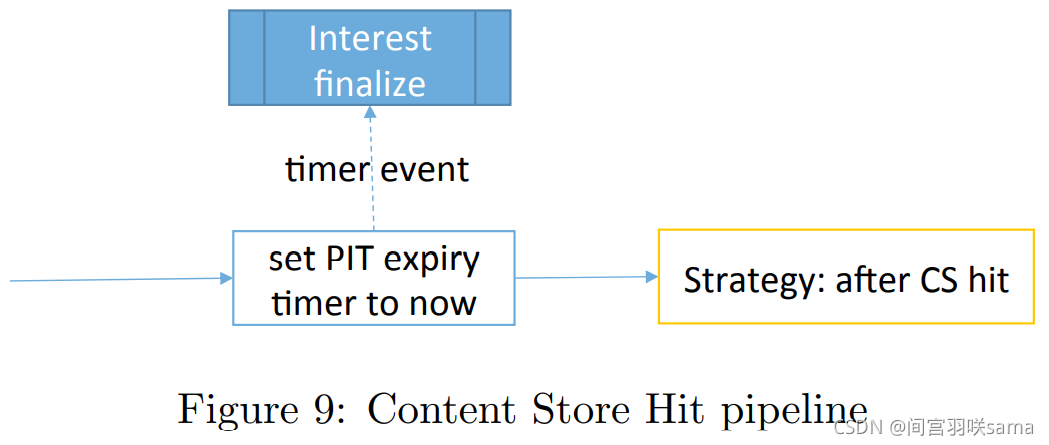 Interest
finalize
timer event
set PIT expiry
timer to now
Strategy: after CS hit
Figure 9: Content Store Hit pipeline
CSDN @间宫羽咲sama